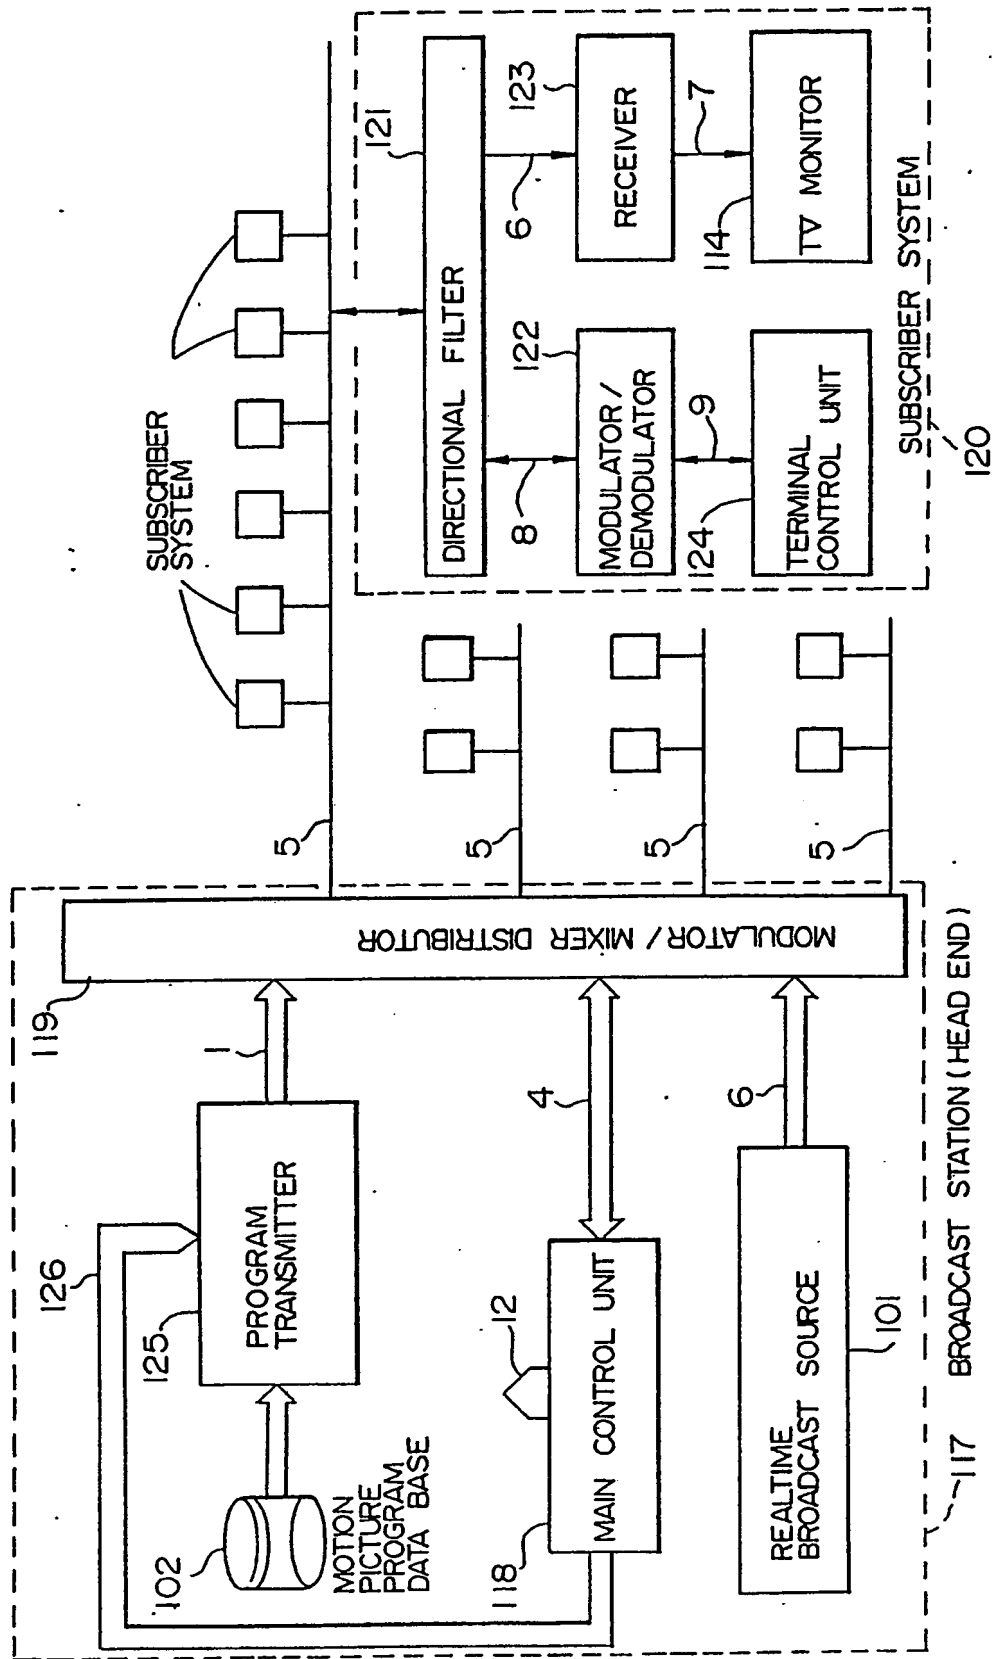 119
126
1
PROGRAM
TRANSMITTER
125
102
MOTION
PICTURE
PROGRAM
DATA BASE
4
12
MAIN CONTROL UNIT
118
6
REALTIME
BROADCAST SOURCE
101
117
BROADCAST STATION (HEAD END)
MODULATOR / MIXER DISTRIBUTOR
5
5
5
5
SUBSCRIBER
SYSTEM
121
DIRECTIONAL FILTER
8
6
122
MODULATOR /
DEMODULATOR
123
RECEIVER
9
7
124
TERMINAL
CONTROL UNIT
114
TV MONITOR
SUBSCRIBER SYSTEM
120